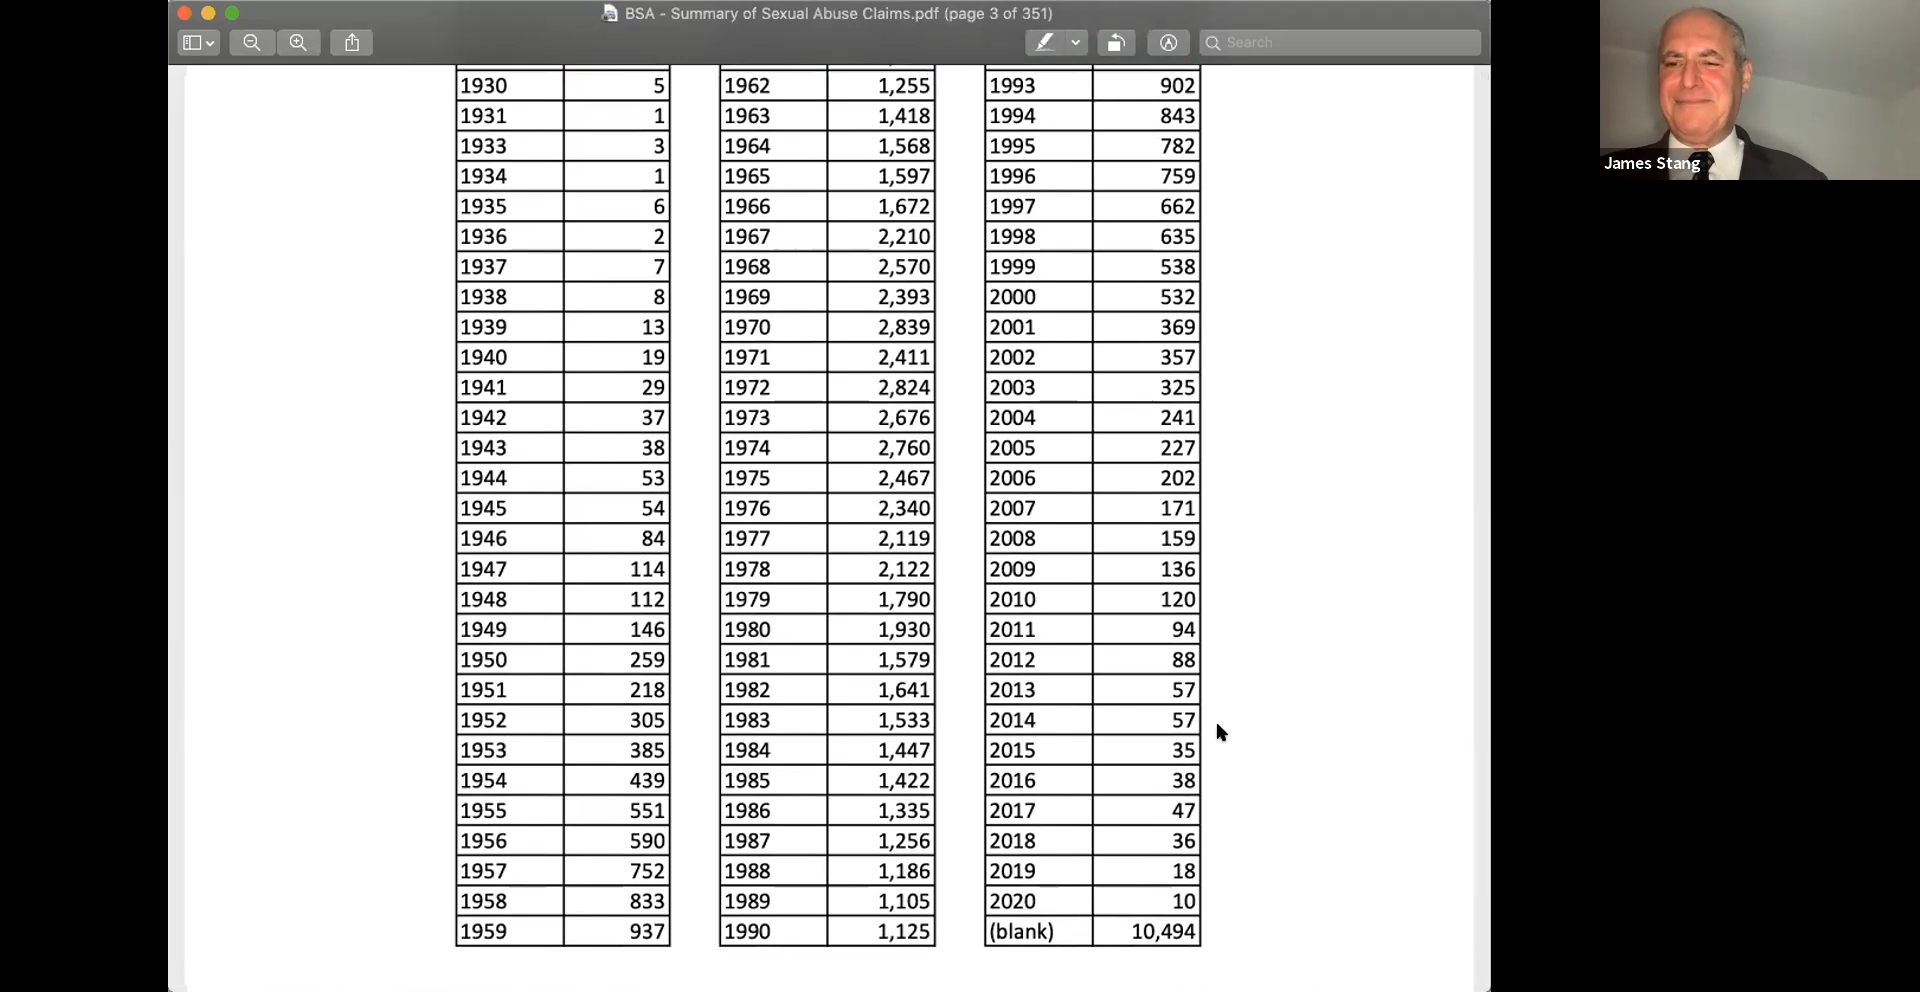 BSA - Summary of Sexual Abuse Claims.pdf (page 3 of 351)
Search
1930 5 1962 1,255 1993 902
1931 1 1963 1,418 1994 843
1933 3 1964 1,568 1995 782
1934 1 1965 1,597 1996 759
1935 6 1966 1,672 1997 662
1936 2 1967 2,210 1998 635
1937 7 1968 2,570 1999 538
1938 8 1969 2,393 2000 532
1939 13 1970 2,839 2001 369
1940 19 1971 2,411 2002 357
1941 29 1972 2,824 2003 325
1942 37 1973 2,676 2004 241
1943 38 1974 2,760 2005 227
1944 53 1975 2,467 2006 202
1945 54 1976 2,340 2007 171
1946 84 1977 2,119 2008 159
1947 114 1978 2,122 2009 136
1948 112 1979 1,790 2010 120
1949 146 1980 1,930 2011 94
1950 259 1981 1,579 2012 88
1951 218 1982 1,641 2013 57
1952 305 1983 1,533 2014 57
1953 385 1984 1,447 2015 35
1954 439 1985 1,422 2016 38
1955 551 1986 1,335 2017 47
1956 590 1987 1,256 2018 36
1957 752 1988 1,186 2019 18
1958 833 1989 1,105 2020 10
1959 937 1990 1,125 (blank) 10,494
James Stang